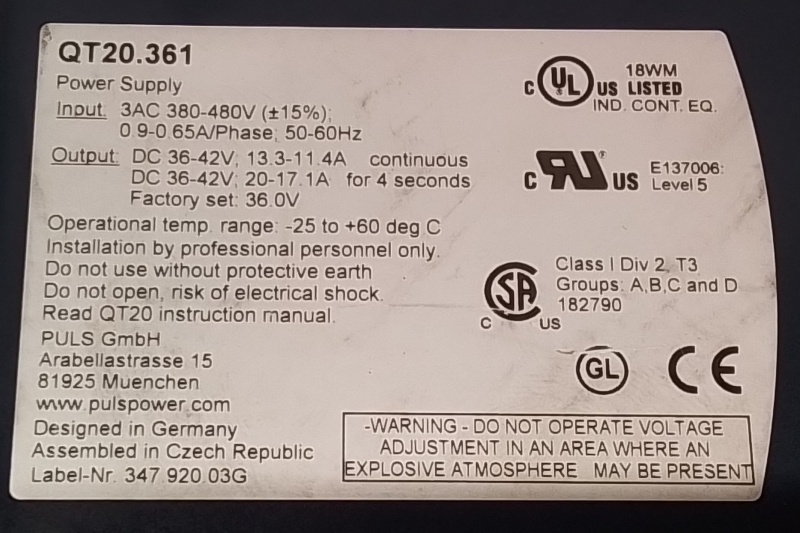 QT20.361
Power Supply
Input: 3AC 380-480V (±15%);
0.9-0.65A/Phase; 50-60Hz
Output: DC 36-42V; 13.3-11.4A continuous
DC 36-42V; 20-17.1A for 4 seconds
Factory set: 36.0V
Operational temp. range: -25 to +60 deg C
Installation by professional personnel only.
Do not use without protective earth
Do not open, risk of electrical shock.
Read QT20 instruction manual.
PULS GmbH
Arabellastrasse 15
81925 Muenchen
www.pulspower.com
Designed in Germany
Assembled in Czech Republic
Label-Nr. 347.920.03G
C UL US 18WM
LISTED
IND. CONT. EQ.
C RU ® US E137006:
Level 5
SA Class I Div 2, T3
Groups: A,B,C and D
182790
C US
GL CE
-WARNING - DO NOT OPERATE VOLTAGE
ADJUSTMENT IN AN AREA WHERE AN
EXPLOSIVE ATMOSPHERE MAY BE PRESENT